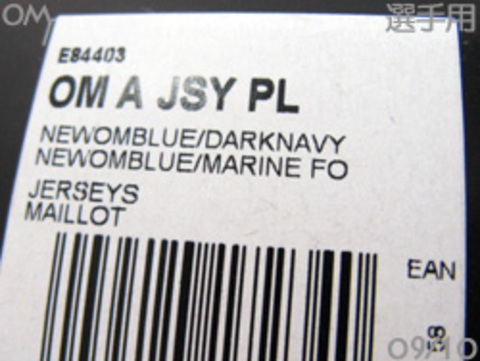 OM
選手用
E84403
OM A JSY PL
NEWOMBLUE/DARKNAVY
NEWOMBLUE/MARINE FO
JERSEYS
MAILLOT
EAN
09-10